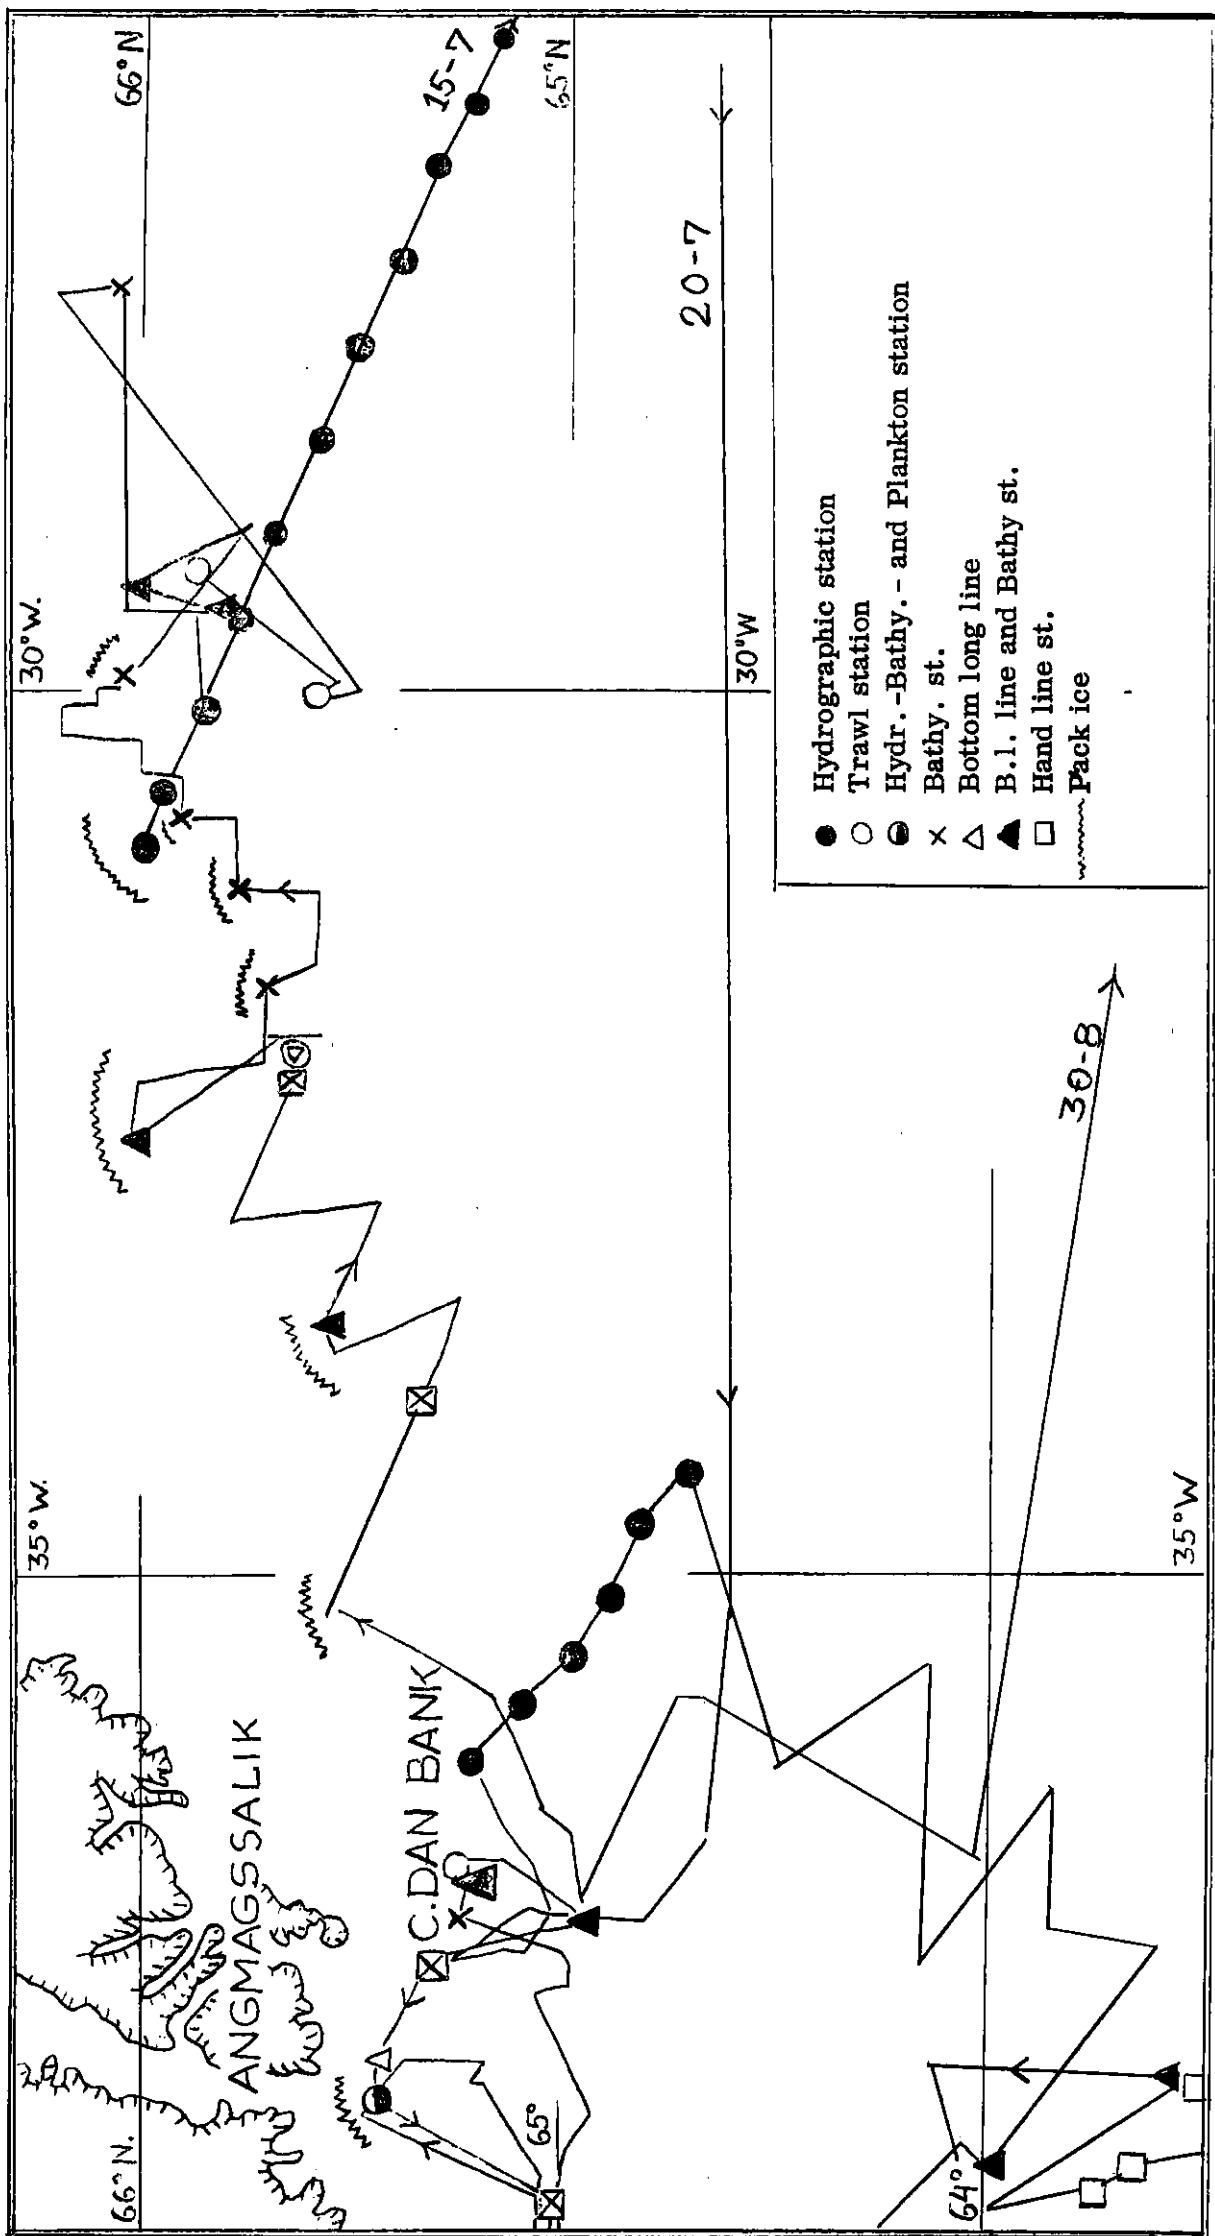 66°N.
35°W.
30°W.
66°N
ANGMAGSSALIK
15-7
C.DAN BANK
65°
65°N
20-7
30°W
64°
30-8
35°W
Hydrographic station
Trawl station
Hydr.-Bathy.- and Plankton station
Bathy. st.
Bottom long line
B.l. line and Bathy st.
Hand line st.
Pack ice